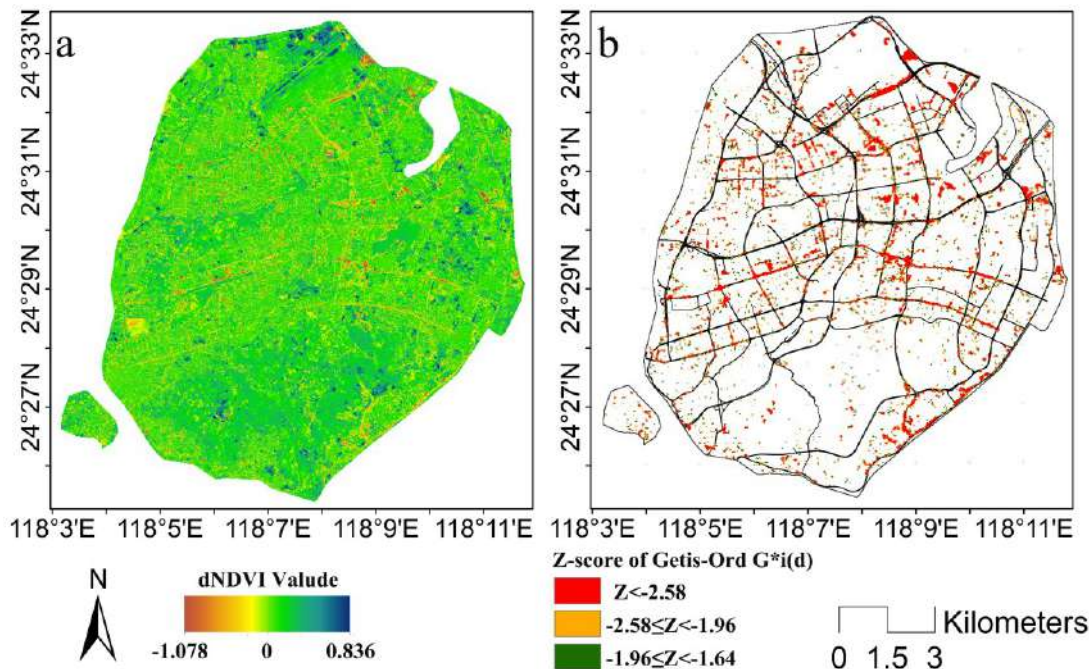 a
b
24°33'N
24°31'N
24°29'N
24°27'N
24°33'N
24°31'N
24°29'N
24°27'N
118°3'E 118°5'E 118°7'E 118°9'E 118°11'E
118°3'E 118°5'E 118°7'E 118°9'E 118°11'E
N
dNDVI Valude
-1.078 0 0.836
Z-score of Getis-Ord G*i(d)
Z<-2.58
-2.58≤Z<-1.96
-1.96≤Z<-1.64
Kilometers
0 1.5 3